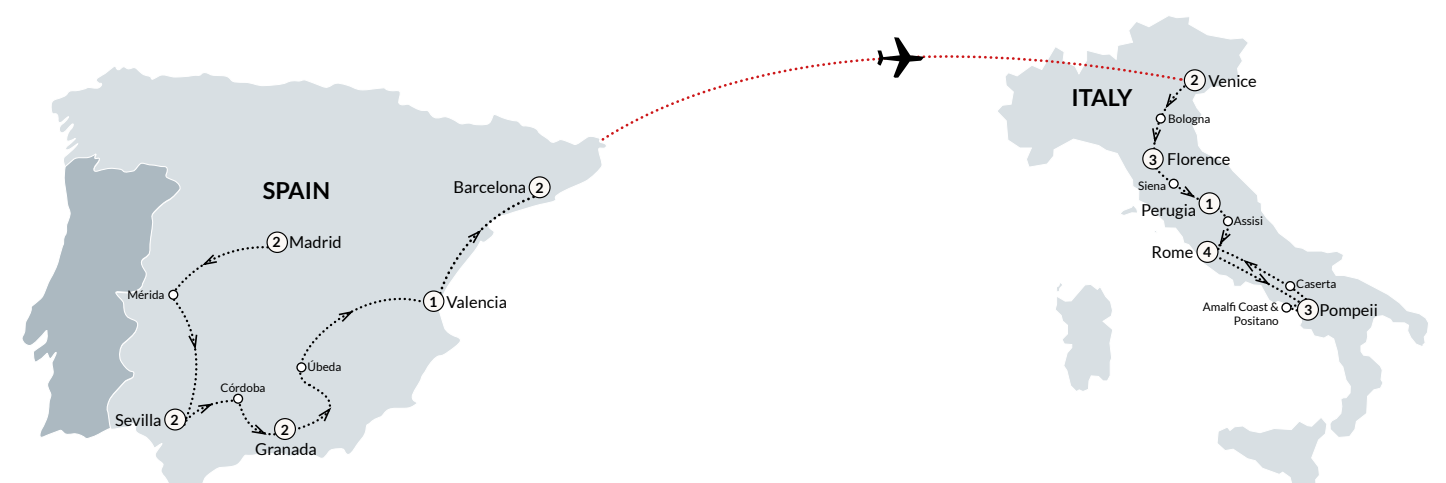 2 Venice
ITALY
Bologna
3 Florence
SPAIN
Barcelona 2
Siena
Perugia 1
Assisi
2 Madrid
Rome 4
Mérida
Caserta
1 Valencia
Amalfi Coast &
Positano
3 Pompeii
Úbeda
Córdoba
Sevilla 2
2
Granada